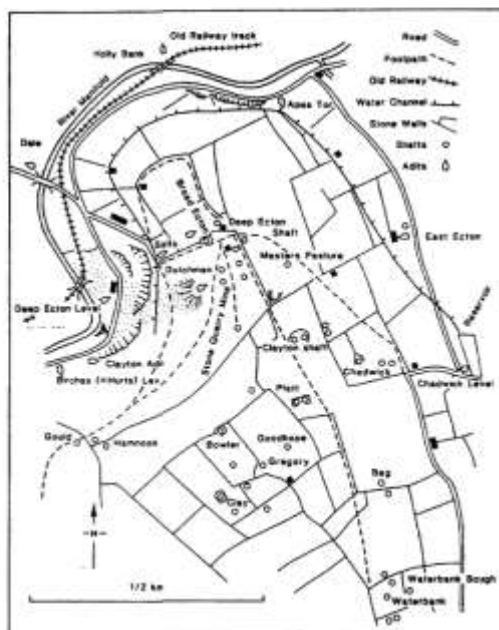 Old Railway track
Holly Bank
River Manifold
Road
Footpath
Old Railway
Water Channel
Stone Walls
Shafts
Adits
Apes Tor
Dale
Deep Ecton
Shaft
East Ecton
Salts
Dutchman
Masters Pasture
Reservoir
Deep Ecton Level
Stone Quarry Mine
Clayton shaft
Chadwick
Chadwick Level
Clayton Adit
Birches (=Hurts) Lev
Platt
Gould
Hamnoon
Bowler
Goodhope
Gregory
Bag
Clay
-N-
1/2 km
Waterbank Sough
Waterbank